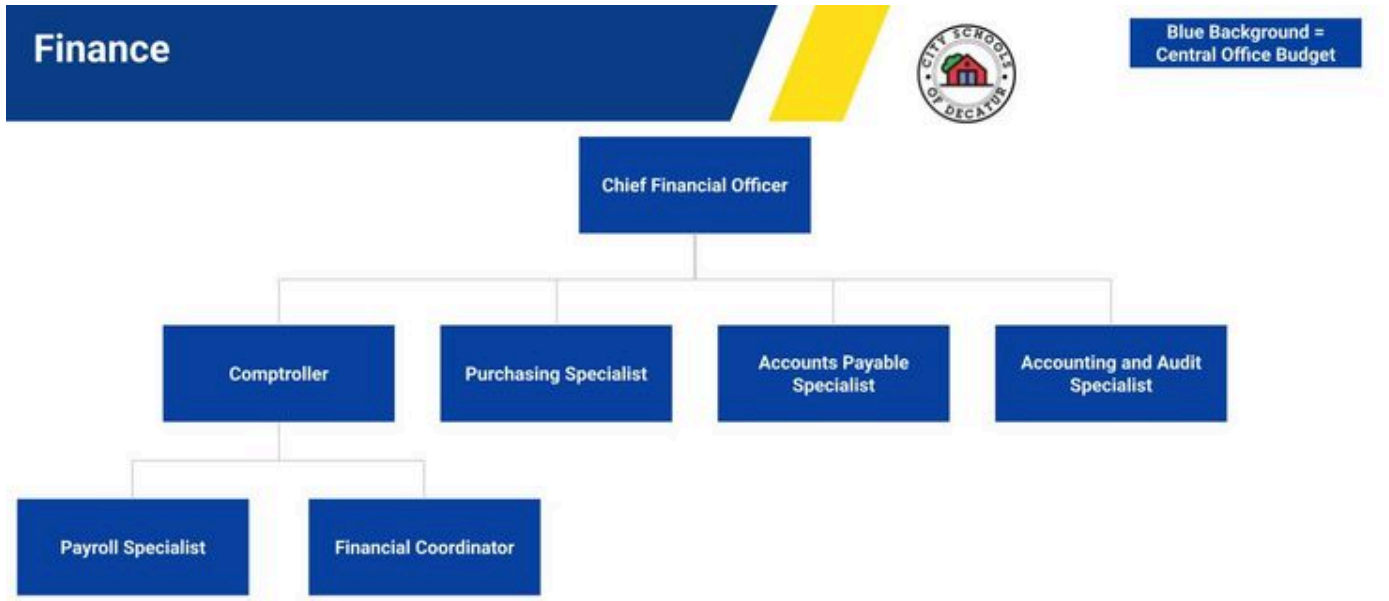 Finance
CITY SCHOOLS
OF DECATUR
Blue Background =
Central Office Budget
Chief Financial Officer
Comptroller
Purchasing Specialist
Accounts Payable
Specialist
Accounting and Audit
Specialist
Payroll Specialist
Financial Coordinator